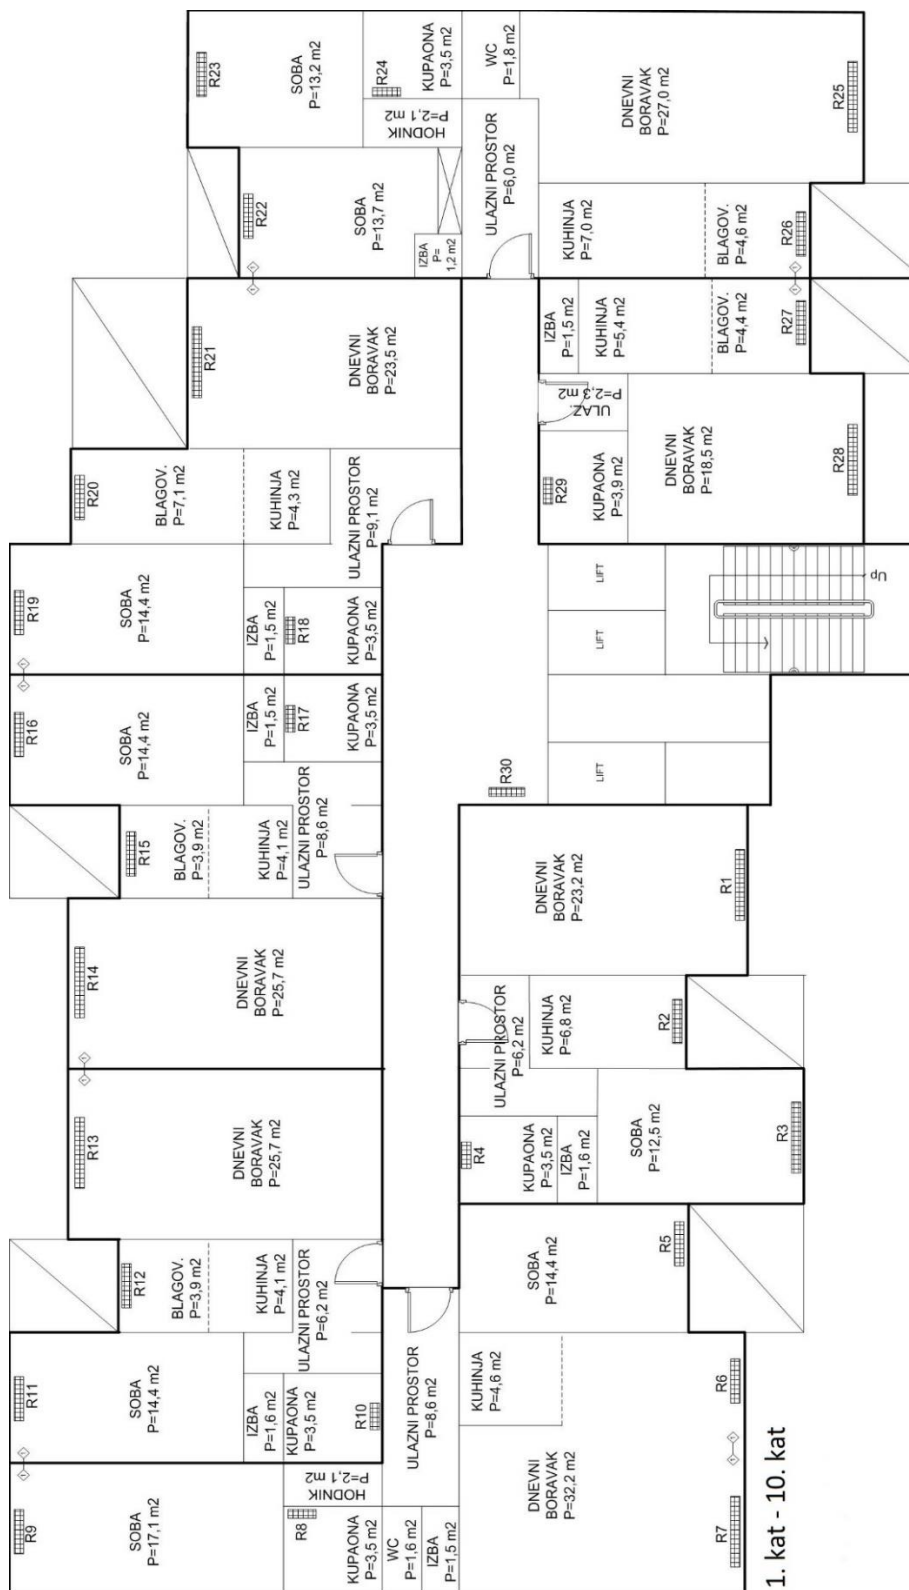 R23
SOBA
P=13,2 m2
R24
KUPAONA
P=3,5 m2
HODNIK
P=2,1 m2
WC
P=1,8 m2
DNEVNI
BORAVAK
P=27,0 m2
R25
R22
SOBA
P=13,7 m2
IZBA
P=
1,2 m2
ULAZNI PROSTOR
P=6,0 m2
KUHINJA
P=7,0 m2
BLAGOV.
P=4,6 m2
R26
R21
DNEVNI
BORAVAK
P=23,5 m2
IZBA
P=1,5 m2
KUHINJA
P=5,4 m2
BLAGOV.
P=4,4 m2
R27
ULAZ.
P=2,3 m2
R20
BLAGOV.
P=7,1 m2
KUHINJA
P=4,3 m2
ULAZNI PROSTOR
P=9,1 m2
R29
KUPAONA
P=3,9 m2
DNEVNI
BORAVAK
P=18,5 m2
R28
R19
SOBA
P=14,4 m2
IZBA
P=1,5 m2
R18
KUPAONA
P=3,5 m2
LIFT
LIFT
Up
R16
SOBA
P=14,4 m2
IZBA
P=1,5 m2
R17
KUPAONA
P=3,5 m2
R30
LIFT
R15
BLAGOV.
P=3,9 m2
KUHINJA
P=4,1 m2
ULAZNI PROSTOR
P=8,6 m2
DNEVNI
BORAVAK
P=23,2 m2
R1
R14
DNEVNI
BORAVAK
P=25,7 m2
ULAZNI PROSTOR
P=6,2 m2
KUHINJA
P=6,8 m2
R2
R13
DNEVNI
BORAVAK
P=25,7 m2
R4
KUPAONA
P=3,5 m2
IZBA
P=1,6 m2
SOBA
P=12,5 m2
R3
R12
BLAGOV.
P=3,9 m2
KUHINJA
P=4,1 m2
ULAZNI PROSTOR
P=6,2 m2
SOBA
P=14,4 m2
R5
R11
SOBA
P=14,4 m2
IZBA
P=1,6 m2
KUPAONA
P=3,5 m2
R10
ULAZNI PROSTOR
P=8,6 m2
KUHINJA
P=4,6 m2
R6
R9
SOBA
P=17,1 m2
HODNIK
P=2,1 m2
R8
KUPAONA
P=3,5 m2
WC
P=1,6 m2
IZBA
P=1,5 m2
DNEVNI
BORAVAK
P=32,2 m2
R7
1. kat - 10. kat